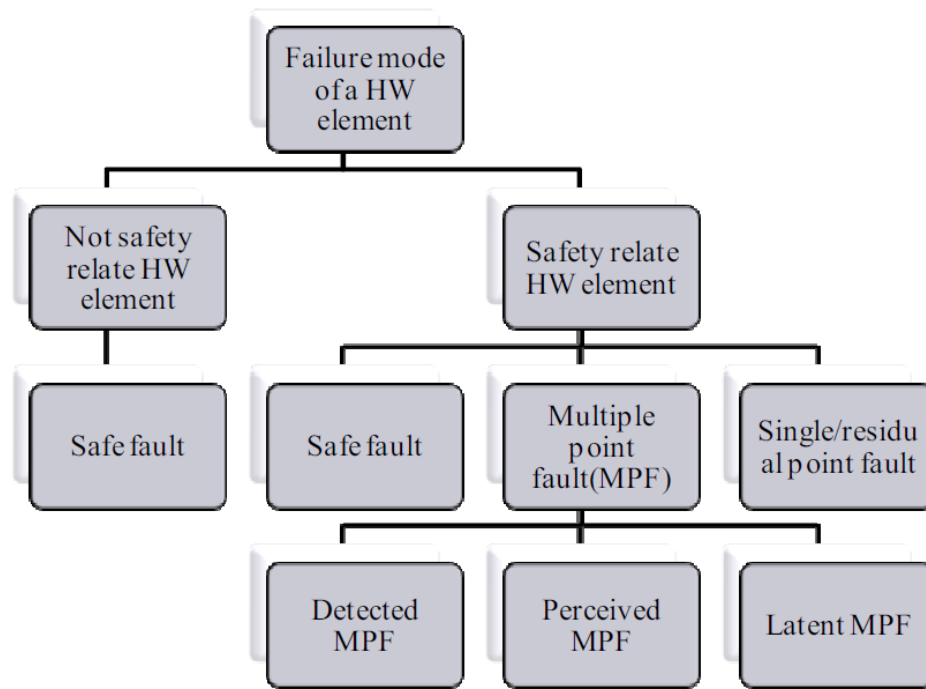 Failure mode
of a HW
element
Not safety
relate HW
element
Safety relate
HW element
Safe fault
Safe fault
Multiple
point
fault(MPF)
Single/residu
al point fault
Detected
MPF
Perceived
MPF
Latent MPF